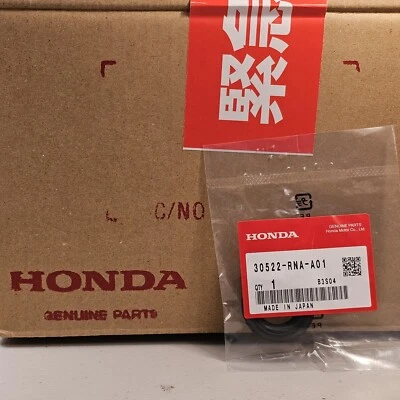 緊急
C/NO
HONDA
GENUINE PARTS
HONDA
GENUINE PARTS
Honda Motor Co., Ltd.
30522-RNA-A01
QTY 1 B3S04
MADE IN JAPAN